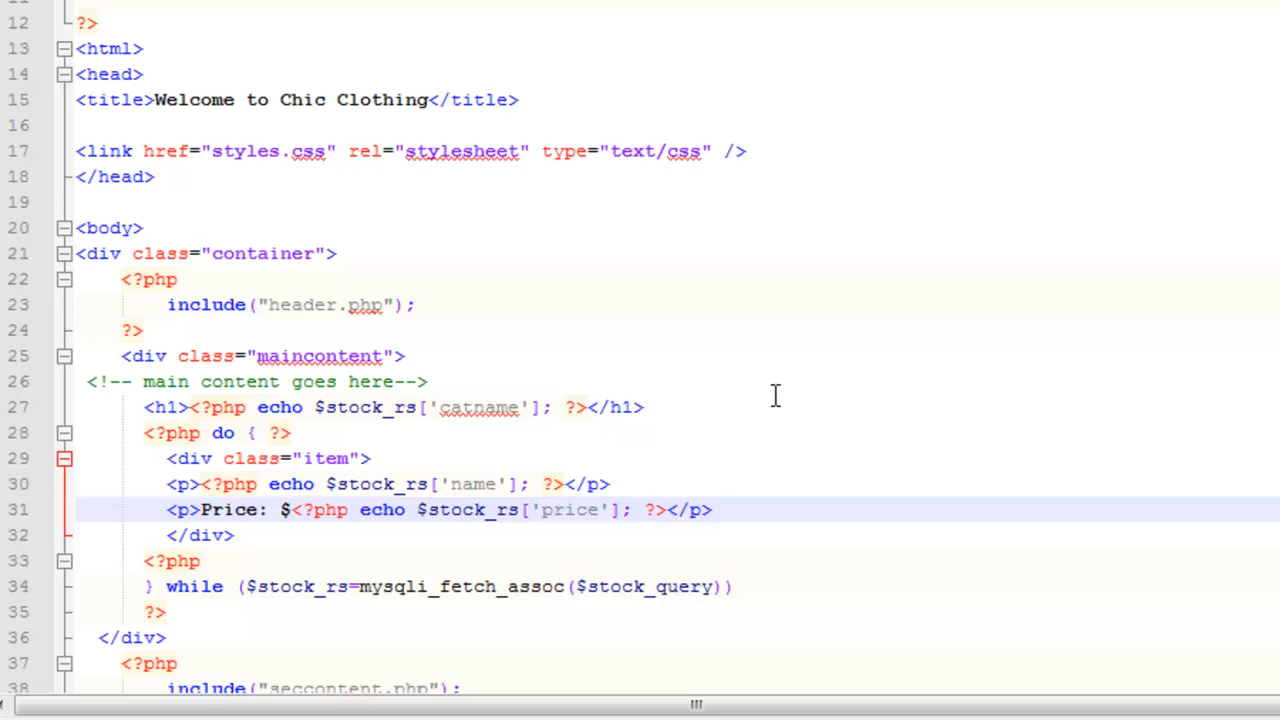 11
12 ?>
13 <html>
14 <head>
15 <title>Welcome to Chic Clothing</title>
16
17 <link href="styles.css" rel="stylesheet" type="text/css" />
18 </head>
19
20 <body>
21 <div class="container">
22 <?php
23 include("header.php");
24 ?>
25 <div class="maincontent">
26 <!-- main content goes here-->
27 <h1><?php echo $stock_rs['catname']; ?></h1>
28 <?php do { ?>
29 <div class="item">
30 <p><?php echo $stock_rs['name']; ?></p>
31 <p>Price: $<?php echo $stock_rs['price']; ?></p>
32 </div>
33 <?php
34 } while ($stock_rs=mysqli_fetch_assoc($stock_query))
35 ?>
36 </div>
37 <?php
38 include("seccontent.php");